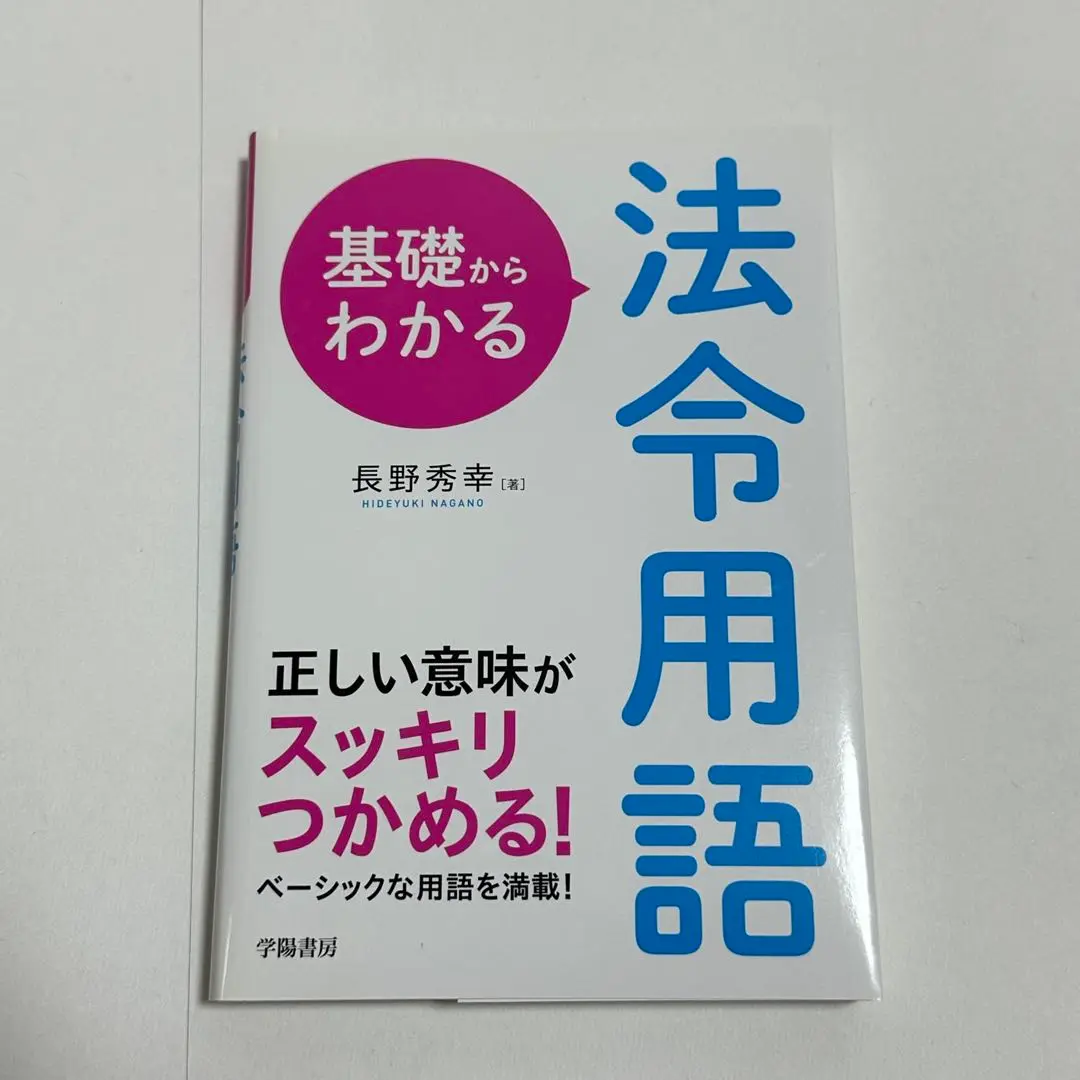 基礎から
わかる
法令用語
長野秀幸[著]
HIDEYUKI NAGANO
正しい意味が
スッキリ
つかめる!
ベーシックな用語を満載!
学陽書房